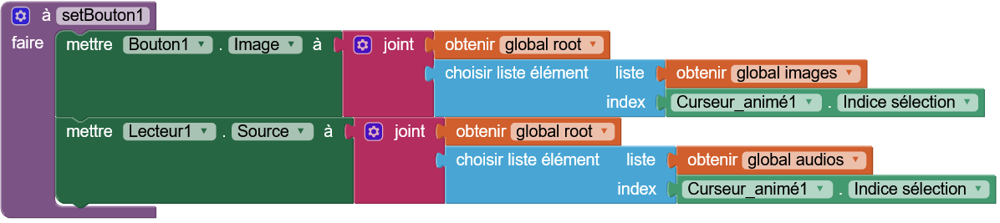 à setBouton1
faire mettre Bouton1 . Image à joint obtenir global root
choisir liste élément liste obtenir global images
index Curseur_animé1 . Indice sélection
mettre Lecteur1 . Source à joint obtenir global root
choisir liste élément liste obtenir global audios
index Curseur_animé1 . Indice sélection